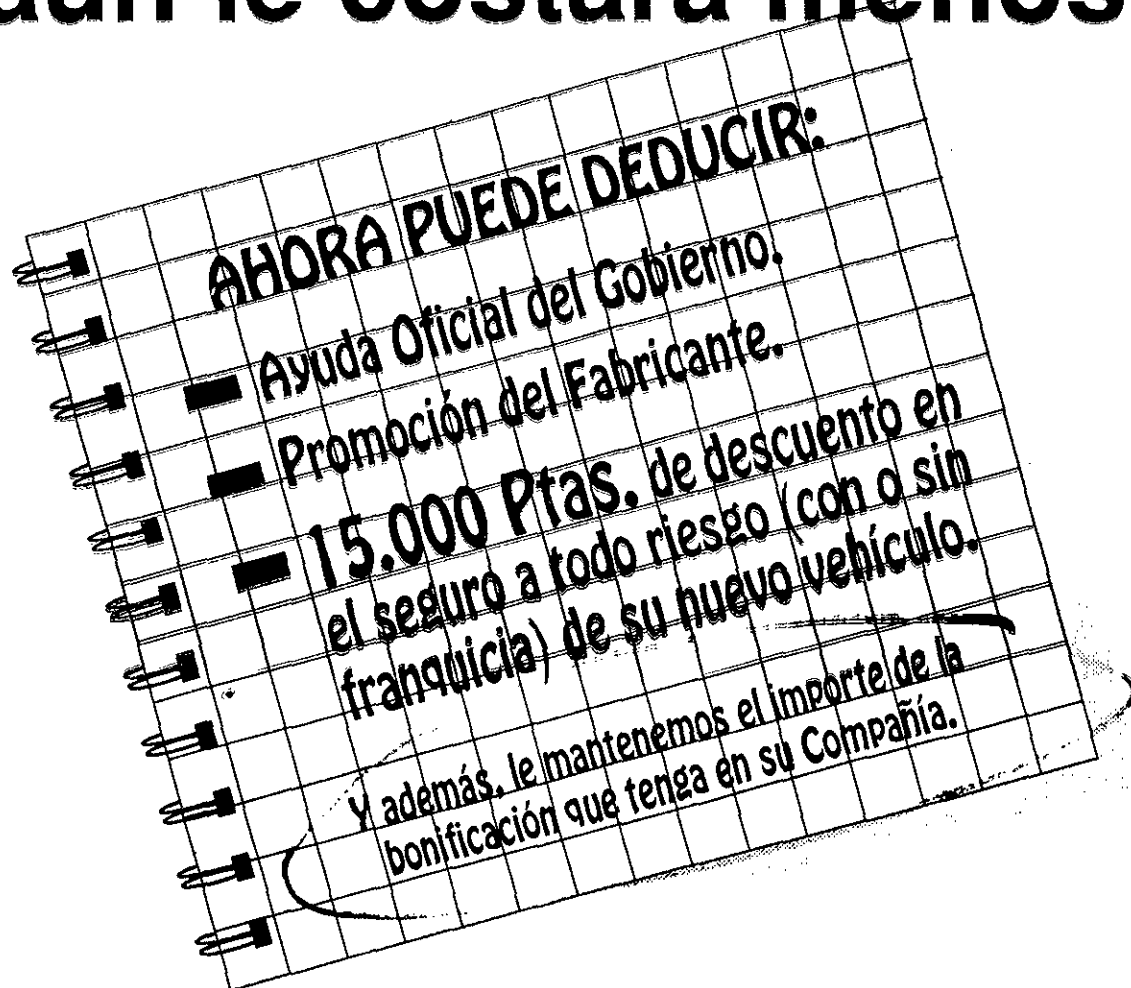 aún le costará menos
AHORA PUEDE DEDUCIR:
Ayuda Oficial del Gobierno.
Promoción del Fabricante.
15.000 Ptas. de descuento en
el seguro a todo riesgo (con o sin
franquicia) de su nuevo vehículo.
Y además, le mantenemos el importe de la
bonificación que tenga en su Compañía.